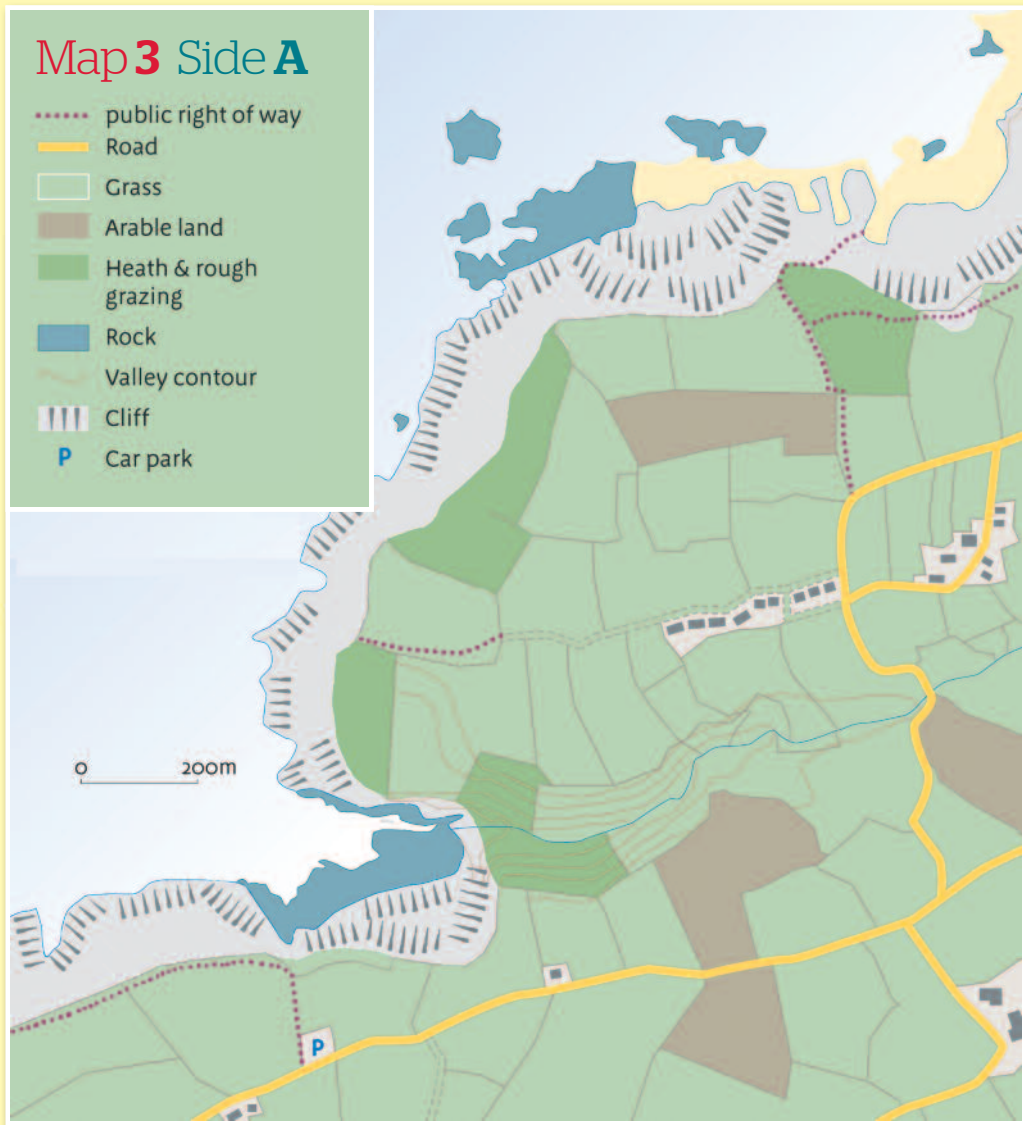 Map 3 Side A
public right of way
Road
Grass
Arable land
Heath & rough
grazing
Rock
Valley contour
Cliff
P Car park
0 200m
P